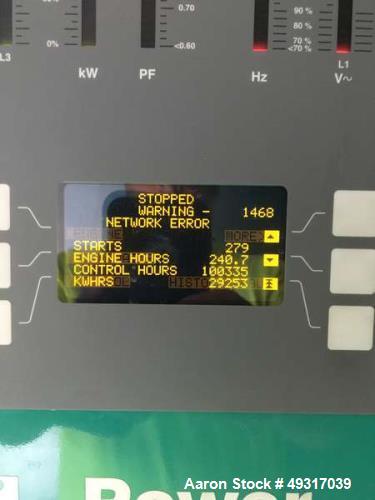 0.70
90 %
80 %
70 %
L3
0%
<0.60
<70 %
L1
kW
PF
Hz
V~
STOPPED
WARNING - 1468
NETWORK ERROR
MORE
STARTS 279
ENGINE HOURS 240.7
CONTROL HOURS 100335
KWHRS 29253
Power
Aaron Stock # 49317039